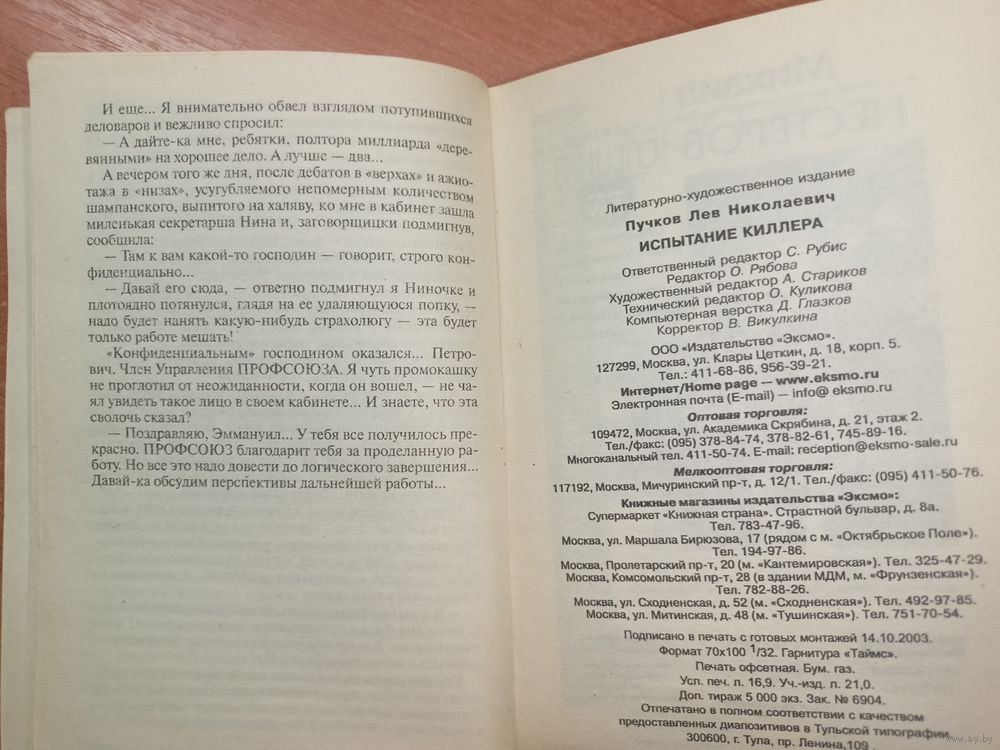 И еще... Я внимательно обвел взглядом потупившихся
деловаров и вежливо спросил:
— А дайте-ка мне, ребятки, полтора миллиарда «дере-
вянными» на хорошее дело. А лучше — два...
А вечером того же дня, после дебатов в «верхах» и ажио-
тажа в «низах», усугубляемого непомерным количеством
шампанского, выпитого на халяву, ко мне в кабинет зашла
миленькая секретарша Нина и, заговорщицки подмигнув,
сообщила:
— Там к вам какой-то господин — говорит, строго кон-
фиденциально...
— Давай его сюда, — ответно подмигнул я Ниночке и
плотоядно потянулся, глядя на ее удаляющуюся попку, —
надо будет нанять какую-нибудь страхолюгу — эта будет
только работе мешать!
«Конфиденциальным» господином оказался... Петро-
вич. Член Управления ПРОФСОЮЗА. Я чуть промокашку
не проглотил от неожиданности, когда он вошел, — не ча-
ял увидеть такое лицо в своем кабинете... И знаете, что эта
сволочь сказал?
— Поздравляю, Эммануил... У тебя все получилось пре-
красно. ПРОФСОЮЗ благодарит тебя за проделанную ра-
боту. Но все это надо довести до логического завершения...
Давай-ка обсудим перспективы дальнейшей работы...
Литературно-художественное издание
Пучков Лев Николаевич
ИСПЫТАНИЕ КИЛЛЕРА
Ответственный редактор С. Рубис
Редактор О. Рябова
Художественный редактор А. Стариков
Технический редактор О. Куликова
Компьютерная верстка Д. Глазков
Корректор В. Викулкина
ООО «Издательство «Эксмо».
127299, Москва, ул. Клары Цеткин, д. 18, корп. 5.
Тел.: 411-68-86, 956-39-21.
Интернет/Home page — www.eksmo.ru
Электронная почта (E-mail) — info@ eksmo.ru
Оптовая торговля:
109472, Москва, ул. Академика Скрябина, д. 21, этаж 2.
Тел./факс: (095) 378-84-74, 378-82-61, 745-89-16.
Многоканальный тел. 411-50-74. E-mail: reception@eksmo-sale.ru
Мелкооптовая торговля:
117192, Москва, Мичуринский пр-т, д. 12/1. Тел./факс: (095) 411-50-76.
Книжные магазины издательства «Эксмо»:
Супермаркет «Книжная страна». Страстной бульвар, д. 8а.
Тел. 783-47-96.
Москва, ул. Маршала Бирюзова, 17 (рядом с м. «Октябрьское Поле»).
Тел. 194-97-86.
Москва, Пролетарский пр-т, 20 (м. «Кантемировская»). Тел. 325-47-29.
Москва, Комсомольский пр-т, 28 (в здании МДМ, м. «Фрунзенская»).
Тел. 782-88-26.
Москва, ул. Сходненская, д. 52 (м. «Сходненская»). Тел. 492-97-85.
Москва, ул. Митинская, д. 48 (м. «Тушинская»). Тел. 751-70-54.
Подписано в печать с готовых монтажей 14.10.2003.
Формат 70x100 1/32. Гарнитура «Таймс».
Печать офсетная. Бум. газ.
Усл. печ. л. 16,9. Уч.-изд. л. 21,0.
Доп. тираж 5 000 экз. Зак. № 6904.
Отпечатано в полном соответствии с качеством
предоставленных диапозитивов в Тульской типографии.
300600, г. Тула, пр. Ленина,109.
www.ay.by